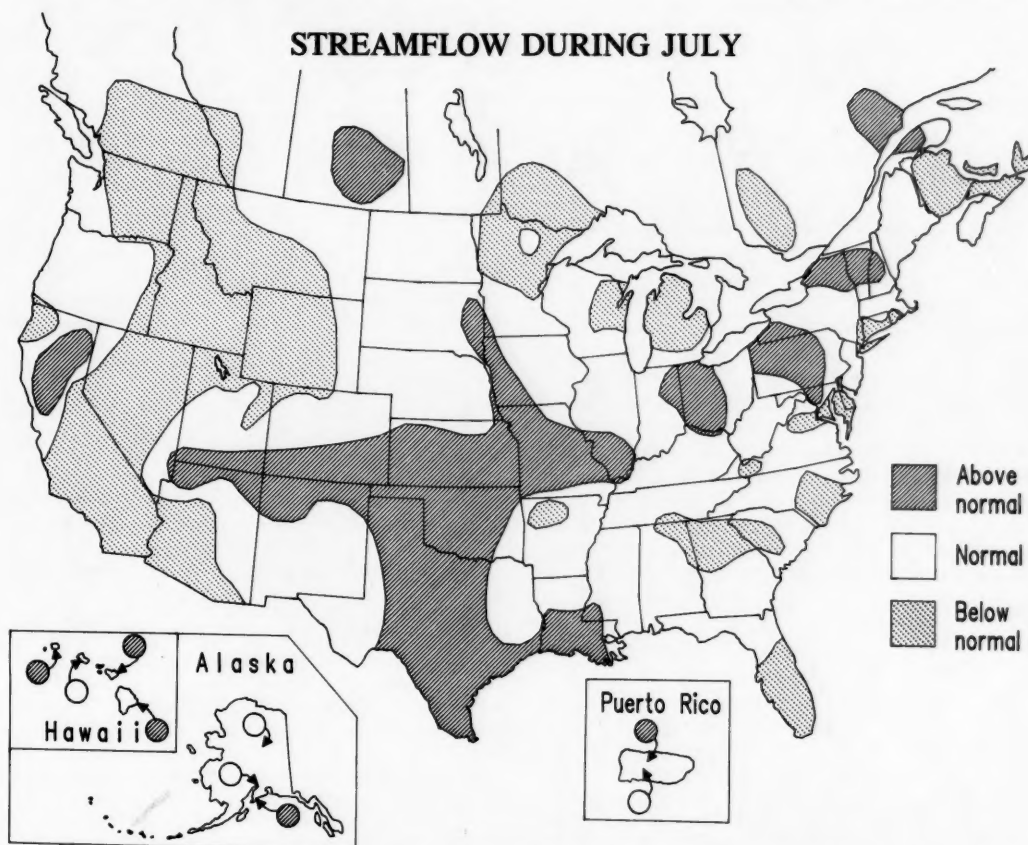 STREAMFLOW DURING JULY
Above
normal
Normal
Below
normal
Alaska
Hawaii
Puerto Rico